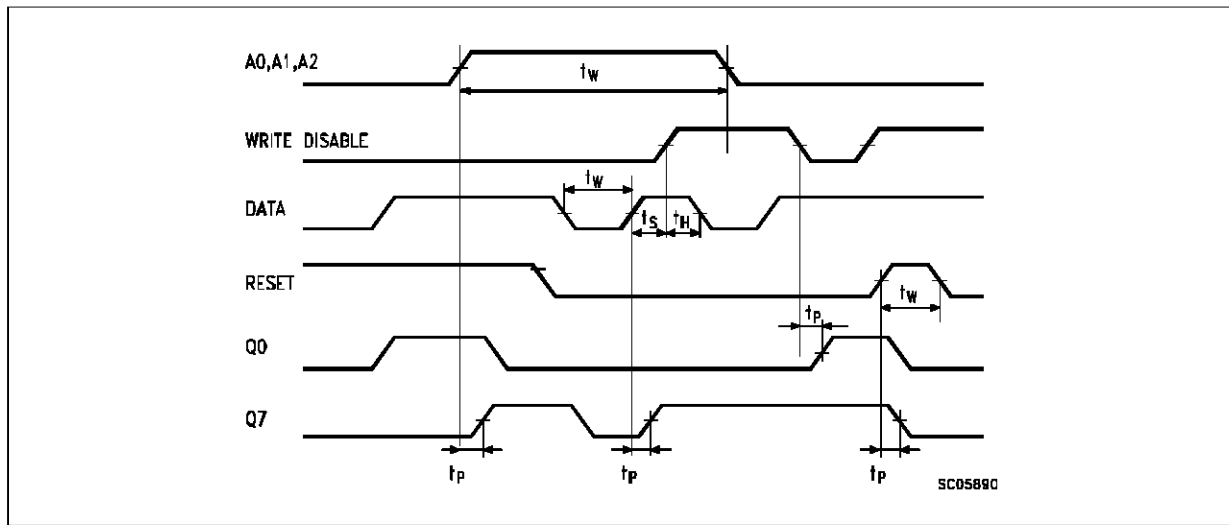 A0,A1,A2
tW
WRITE DISABLE
tW
DATA
tS
tH
RESET
tW
tP
Q0
Q7
tP
tP
tP
SC05890